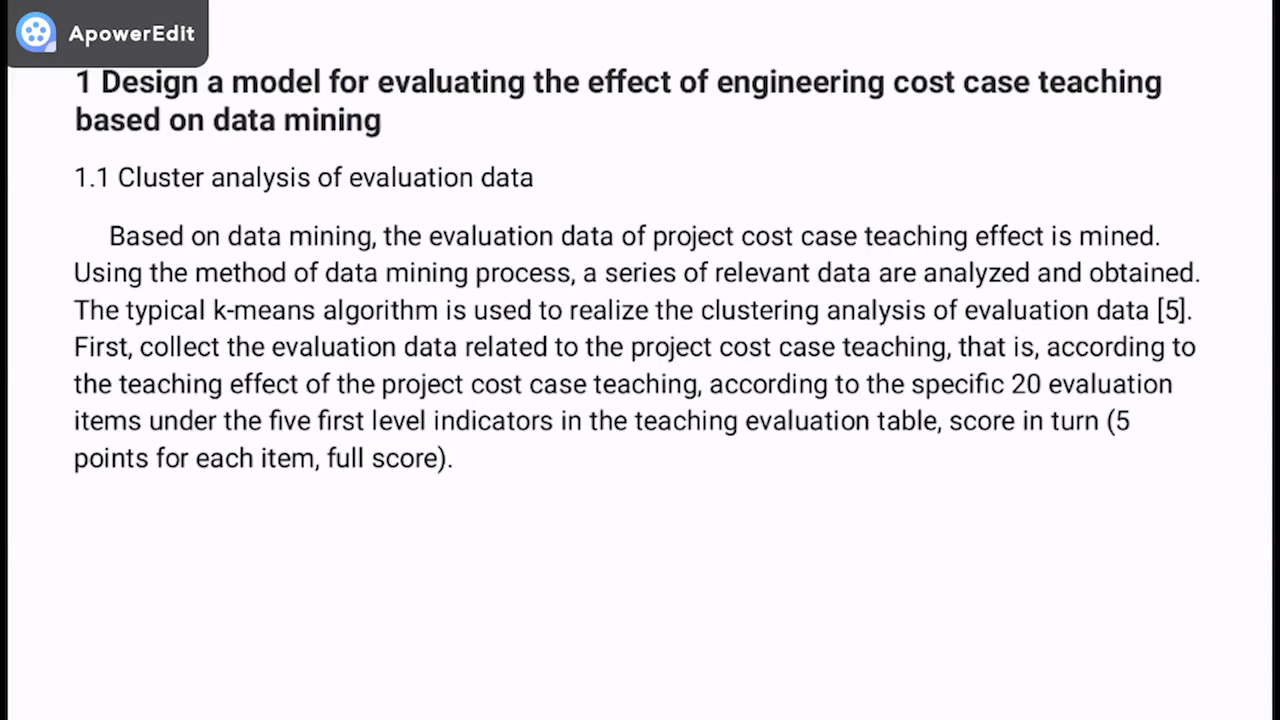 ApowerEdit
1 Design a model for evaluating the effect of engineering cost case teaching
based on data mining
1.1 Cluster analysis of evaluation data
Based on data mining, the evaluation data of project cost case teaching effect is mined.
Using the method of data mining process, a series of relevant data are analyzed and obtained.
The typical k-means algorithm is used to realize the clustering analysis of evaluation data [5].
First, collect the evaluation data related to the project cost case teaching, that is, according to
the teaching effect of the project cost case teaching, according to the specific 20 evaluation
items under the five first level indicators in the teaching evaluation table, score in turn (5
points for each item, full score).